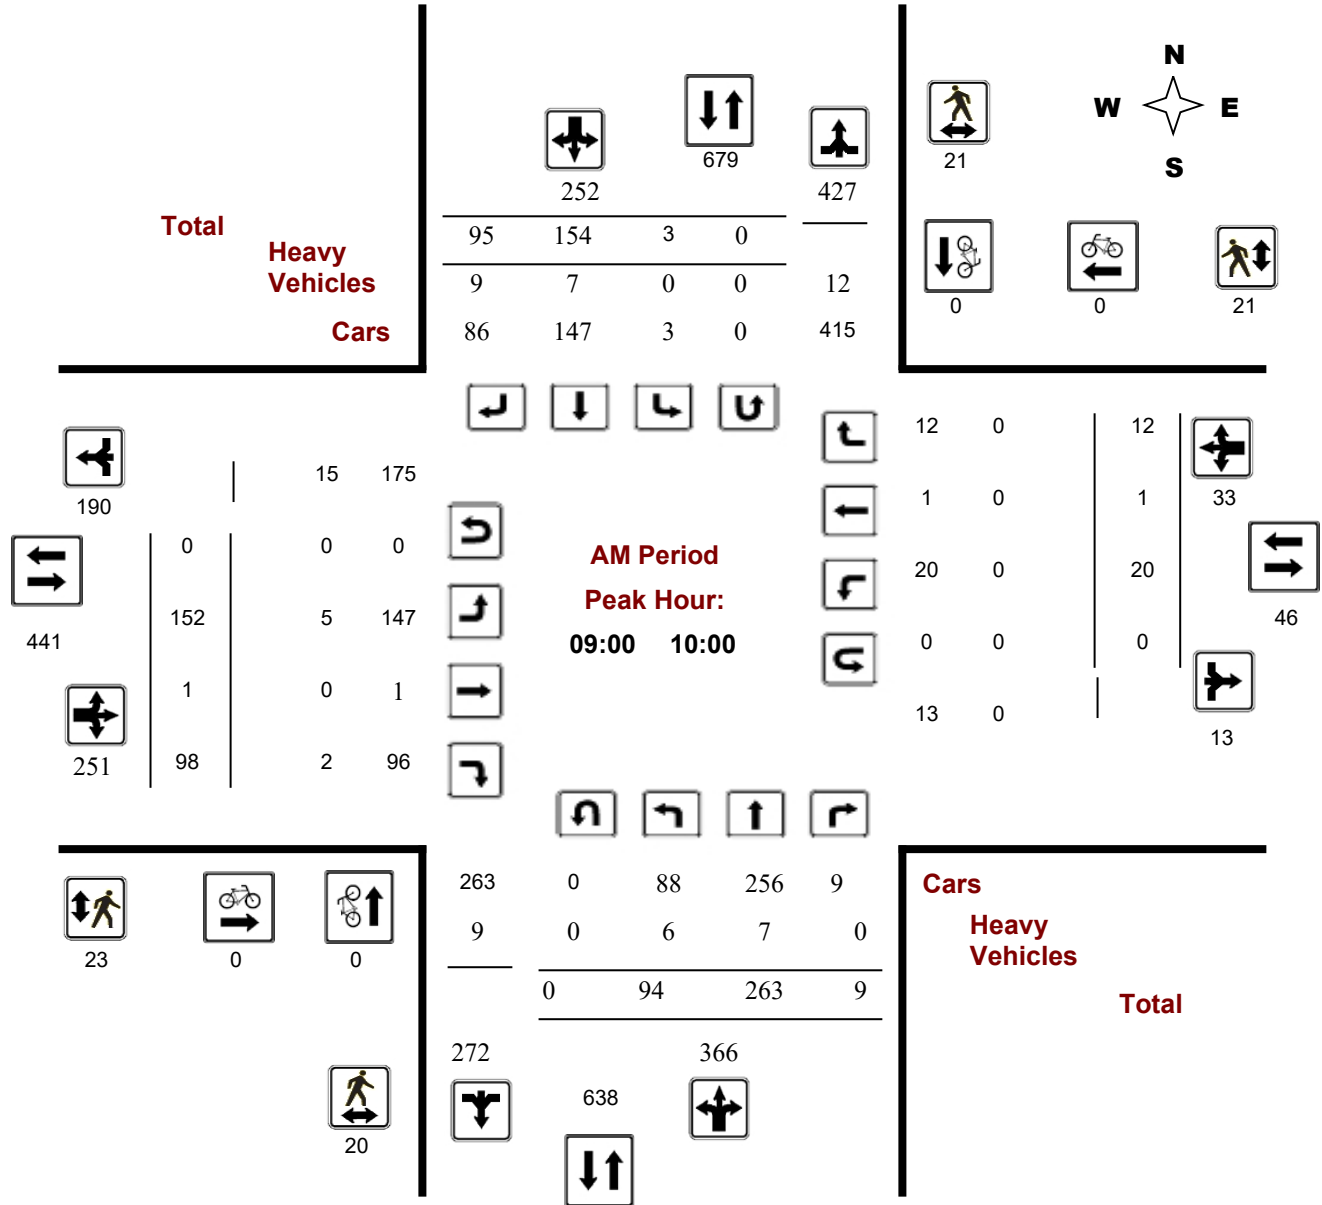 N
W E
S
679
252 427
21
Total
95 154 3 0
Heavy
Vehicles
9 7 0 0 12
0 0 21
Cars
86 147 3 0 415
12 0 12
15 175
190
1 0 1 33
0 0 0
AM Period
20 0 20
152 5 147
Peak Hour:
46
441
09:00 10:00
0 0 0
1 0 1
13 0
13
251 98 2 96
263 0 88 256 9
Cars
9 0 6 7 0
Heavy
Vehicles
23 0 0
0 94 263 9
Total
272 366
638
20